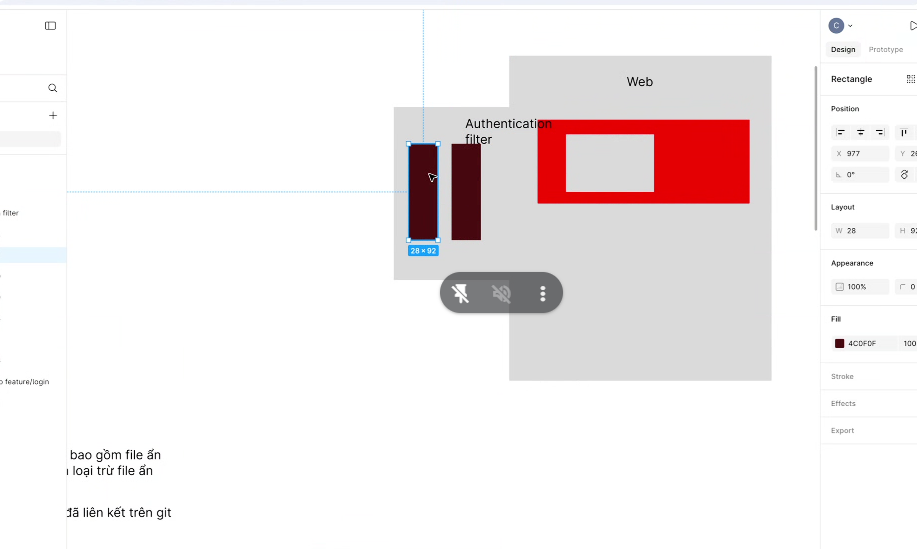 C
Design
Prototype
Web
Rectangle
Position
Authentication
filter
X 977
Y
0°
filter
Layout
W 28
H
28 × 92
Appearance
100%
0
Fill
4C0F0F
100
Stroke
feature/login
Effects
Export
bao gồm file ẩn
loại trừ file ẩn
đã liên kết trên git